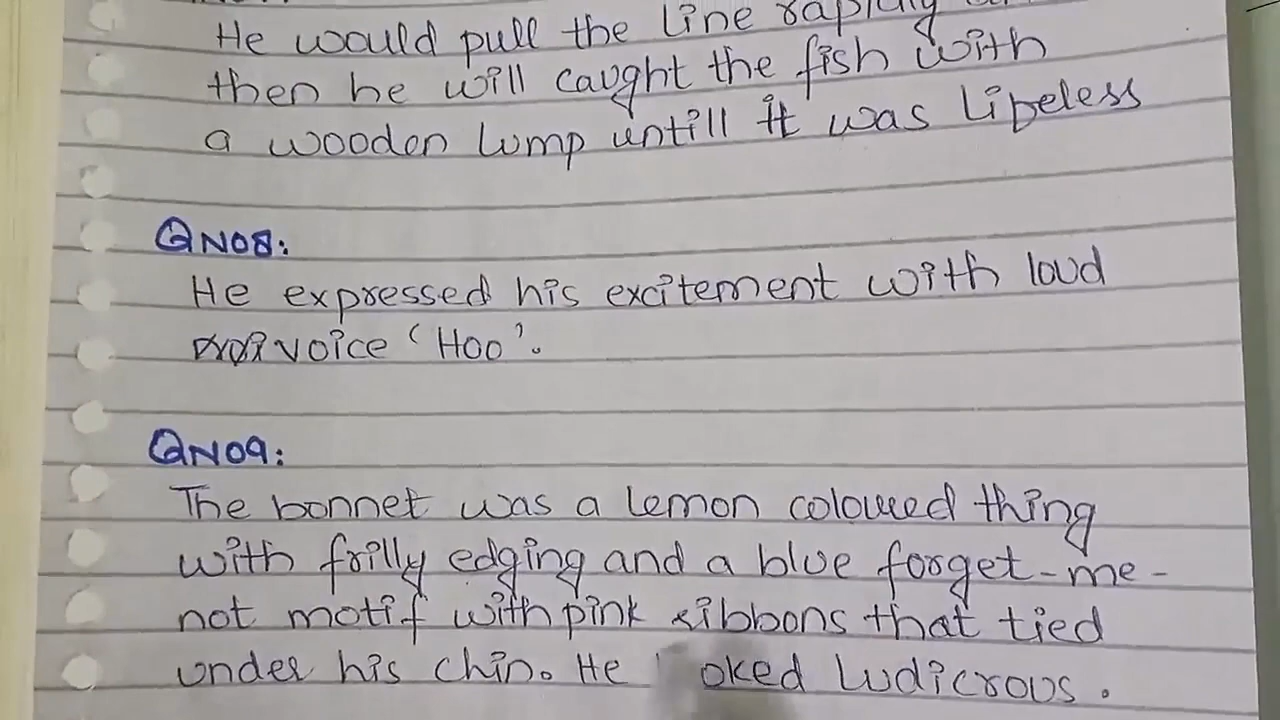 He would pull the line rapidly
then he will caught the fish with
a wooden lump untill it was lifeless
QNO8:
He expressed his excitement with loud
voice 'Hoo'.
QNO9:
The bonnet was a lemon coloured thing
with frilly edging and a blue forget-me-
not motif with pink ribbons that tied
under his chin. He oked ludicrous.